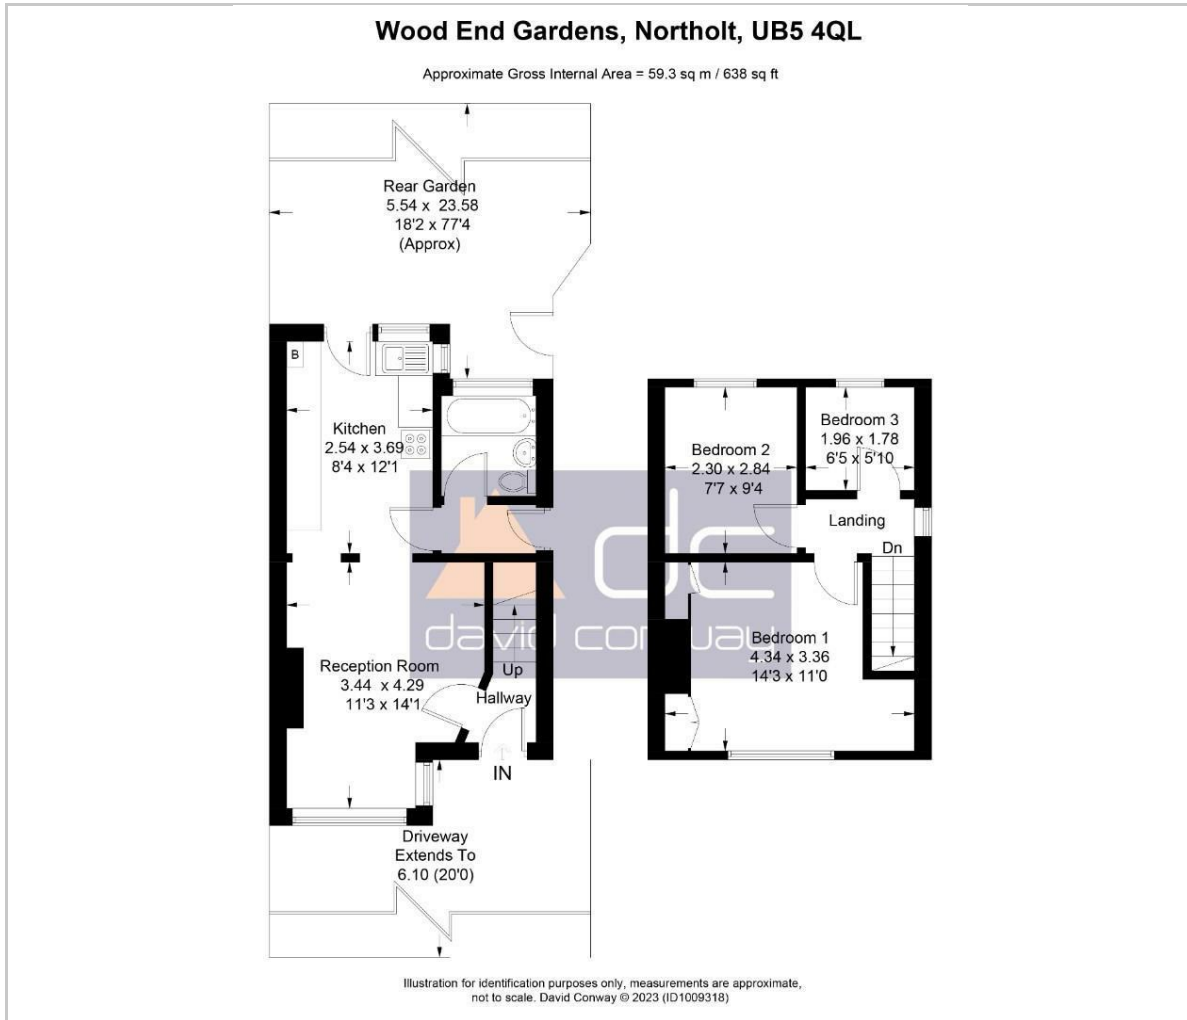 Wood End Gardens, Northolt, UB5 4QL
Approximate Gross Internal Area = 59.3 sq m / 638 sq ft
Rear Garden
5.54 x 23.58
18'2 x 77'4
(Approx)
B
Kitchen
2.54 x 3.69
8'4 x 12'1
Reception Room
3.44 x 4.29
11'3 x 14'1
Up
Hallway
IN
Driveway
Extends To
6.10 (20'0)
Bedroom 2
2.30 x 2.84
7'7 x 9'4
Bedroom 3
1.96 x 1.78
6'5 x 5'10
Landing
Dn
Bedroom 1
4.34 x 3.36
14'3 x 11'0
dc
david conway
Illustration for identification purposes only, measurements are approximate,
not to scale. David Conway © 2023 (ID1009318)